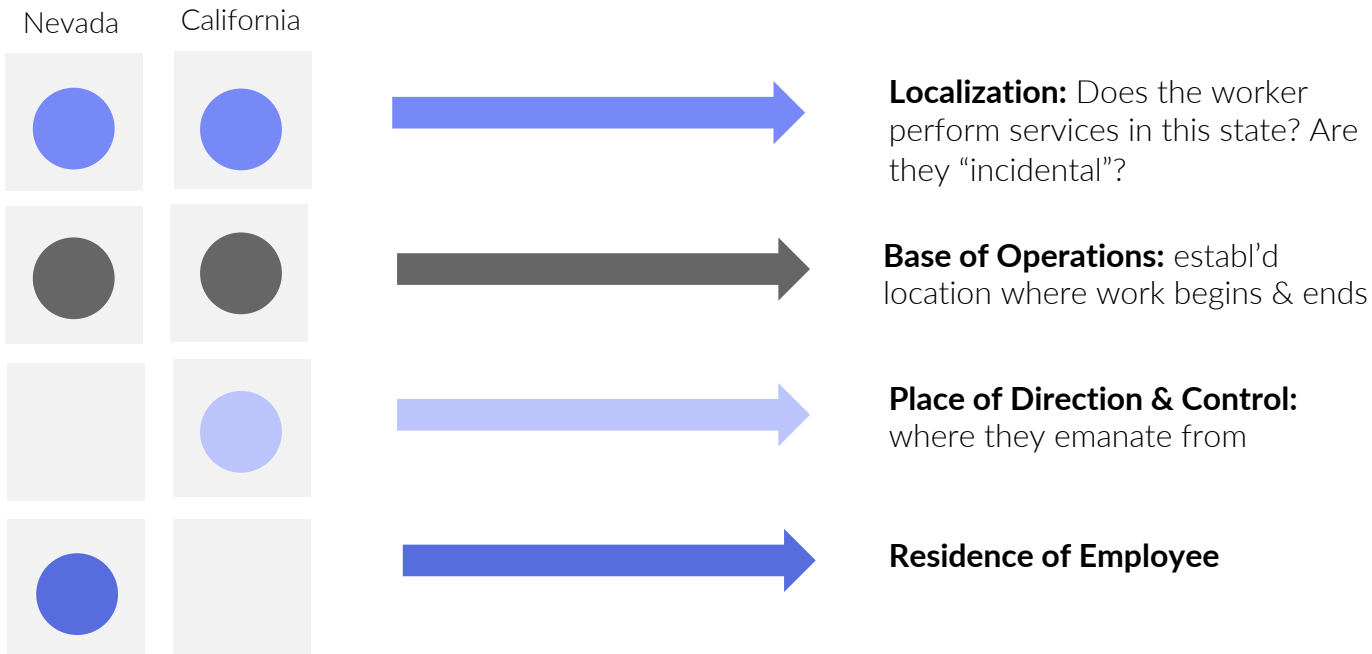 Nevada
California
Localization: Does the worker
perform services in this state? Are
they “incidental”?
Base of Operations: establ’d
location where work begins & ends
Place of Direction & Control:
where they emanate from
Residence of Employee